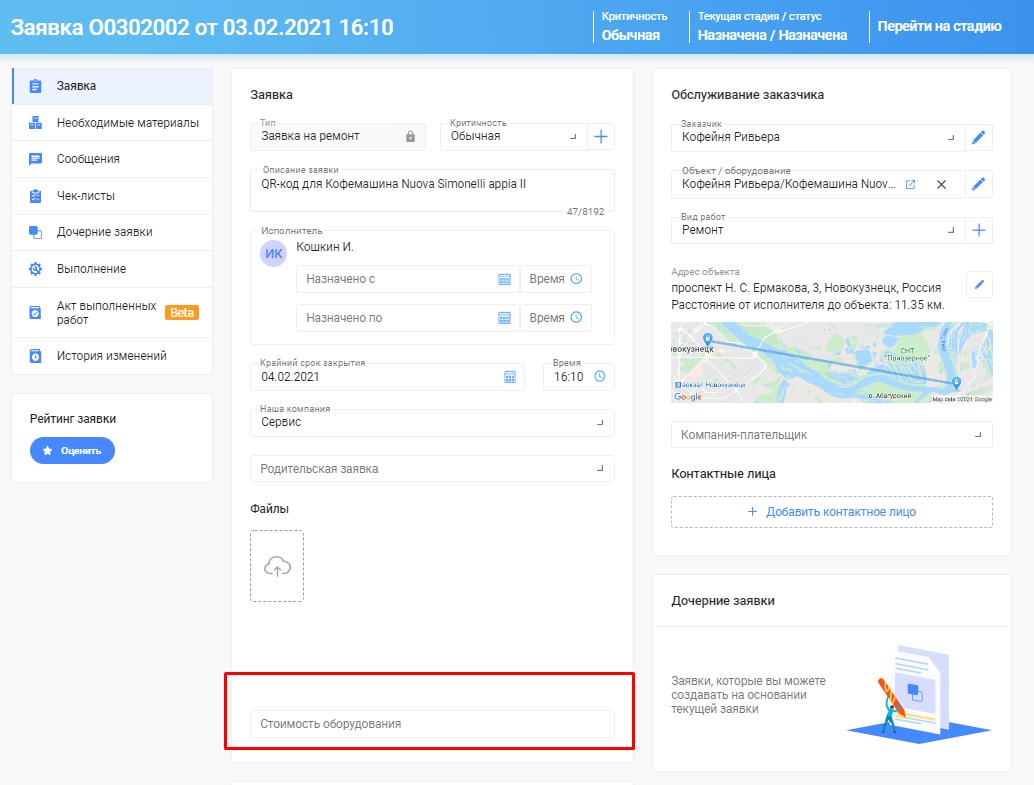 Заявка О0302002 от 03.02.2021 16:10
Критичность
Обычная
Текущая стадия / статус
Назначена / Назначена
Перейти на стадию
Заявка
Необходимые материалы
Сообщения
Чек-листы
Дочерние заявки
Выполнение
Акт выполненных
работ
Beta
История изменений
Рейтинг заявки
Оценить
Заявка
Тип
Заявка на ремонт
Критичность
Обычная
Описание заявки
QR-код для Кофемашина Nuova Simonelli appia II
47/8192
Исполнитель
ИК
Кошкин И.
Назначено с
Время
Назначено по
Время
Крайний срок закрытия
04.02.2021
Время
16:10
Наша компания
Сервис
Родительская заявка
Файлы
Стоимость оборудования
Обслуживание заказчика
Заказчик
Кофейня Ривьера
Объект / оборудование
Кофейня Ривьера/Кофемашина Nuov...
Вид работ
Ремонт
Адрес объекта
проспект Н. С. Ермакова, 3, Новокузнецк, Россия
Расстояние от исполнителя до объекта: 11.35 км.
овокузнецк
Вокзал Новокузнецк
СНТ
"Приозерное"
о. Абагурский
Google
Map data ©2021 Google
Компания-плательщик
Контактные лица
Добавить контактное лицо
Дочерние заявки
Заявки, которые вы можете
создавать на основании
текущей заявки